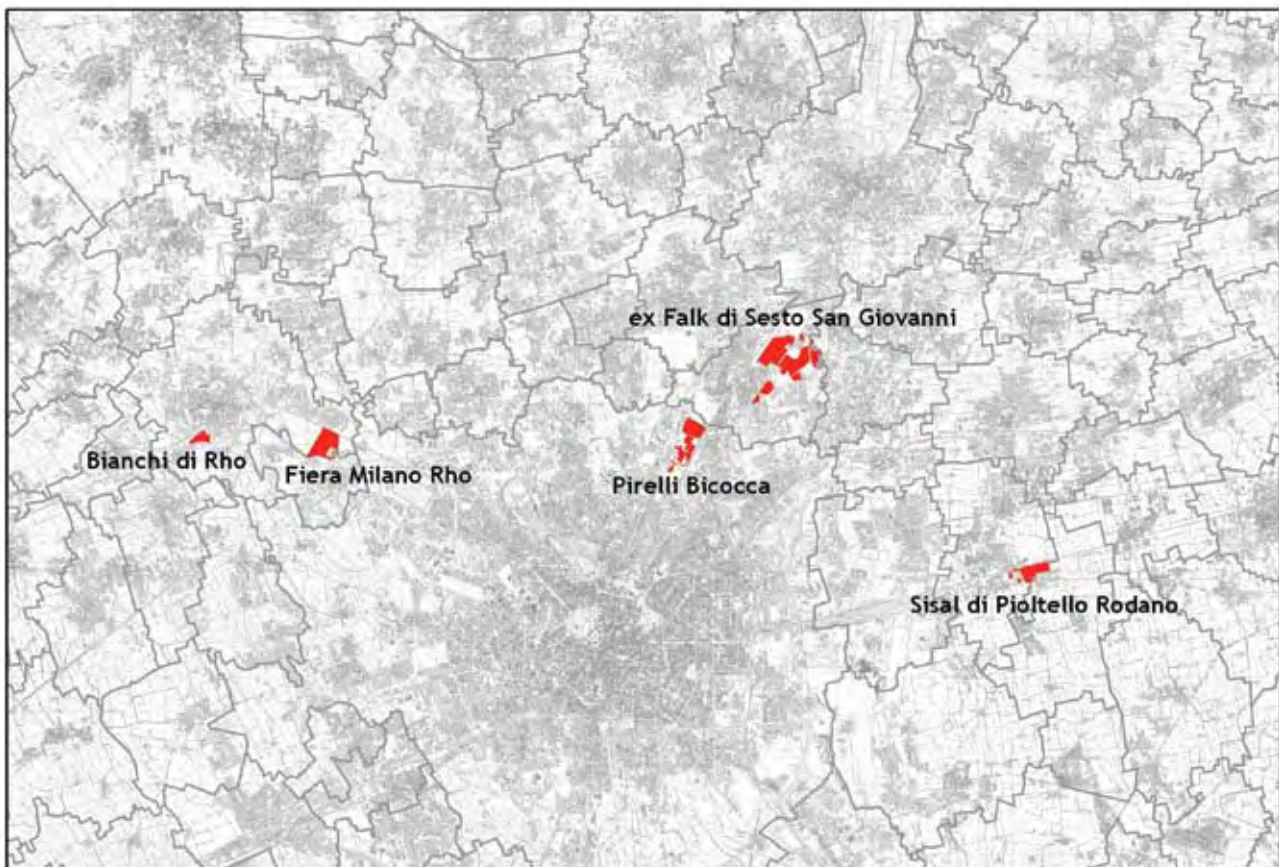 ex Falk di Sesto San Giovanni
Bianchi di Rho
Fiera Milano Rho
Pirelli Bicocca
Sisal di Pioltello Rodano